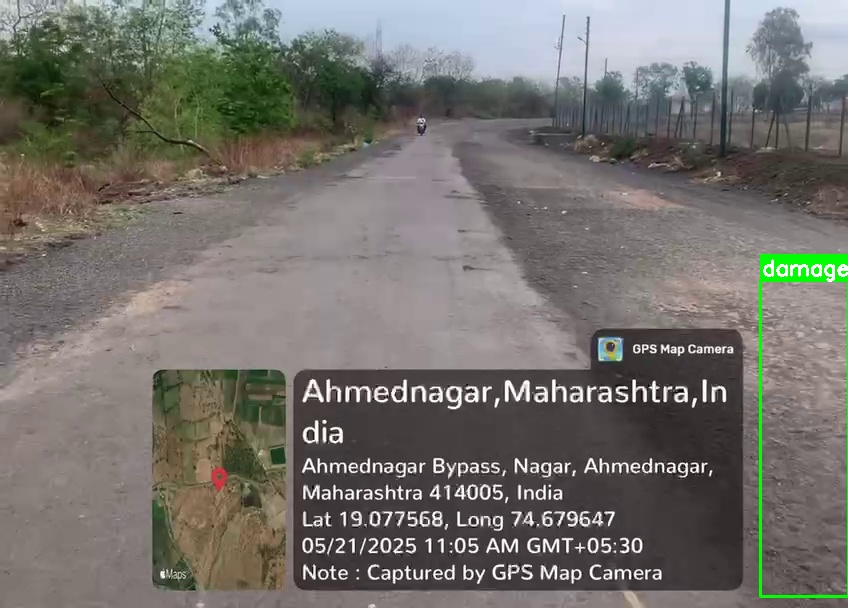 damage
GPS Map Camera
Ahmednagar,Maharashtra,In
dia
Ahmednagar Bypass, Nagar, Ahmednagar,
Maharashtra 414005, India
Lat 19.077568, Long 74.679647
05/21/2025 11:05 AM GMT+05:30
Note : Captured by GPS Map Camera
Maps